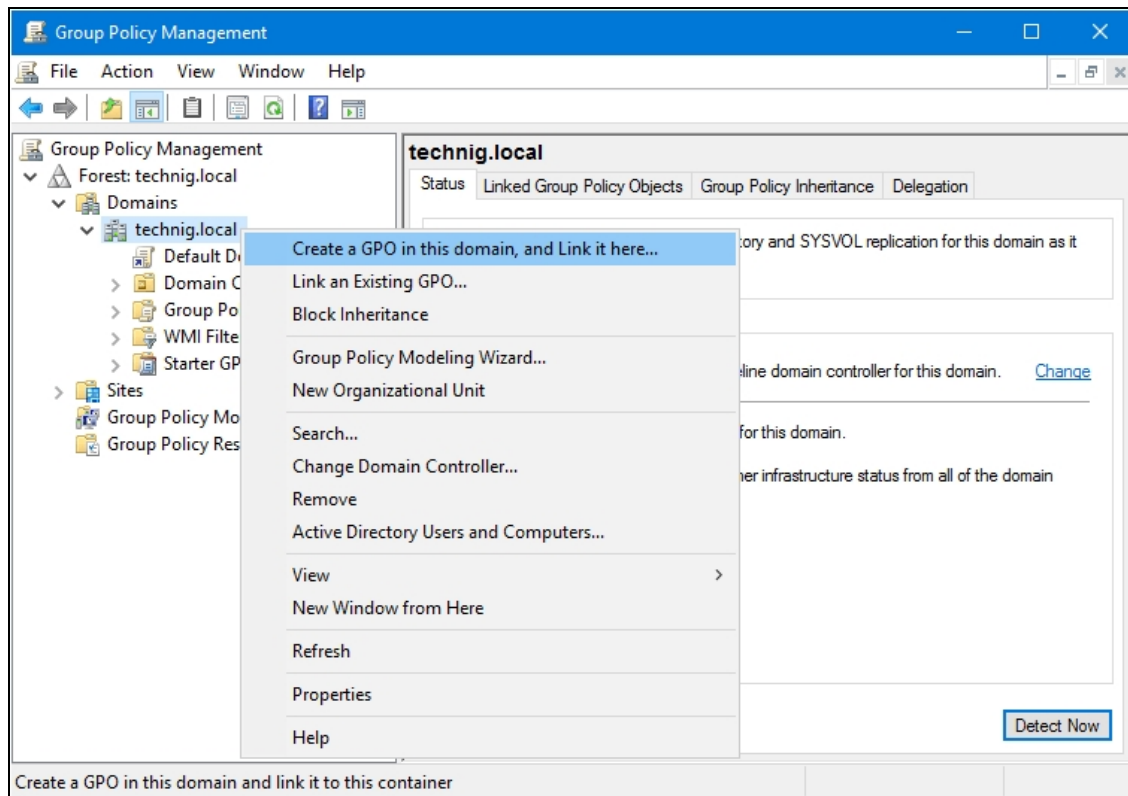 Group Policy Management
File Action View Window Help
Group Policy Management
Forest: technig.local
Domains
technig.local
Default D
Domain C
Group Po
WMI Filte
Starter GP
Sites
Group Policy Mo
Group Policy Res
technig.local
Status Linked Group Policy Objects Group Policy Inheritance Delegation
tory and SYSVOL replication for this domain as it
line domain controller for this domain. Change
for this domain.
her infrastructure status from all of the domain
Detect Now
Create a GPO in this domain, and Link it here...
Link an Existing GPO...
Block Inheritance
Group Policy Modeling Wizard...
New Organizational Unit
Search...
Change Domain Controller...
Remove
Active Directory Users and Computers...
View
New Window from Here
Refresh
Properties
Help
Create a GPO in this domain and link it to this container